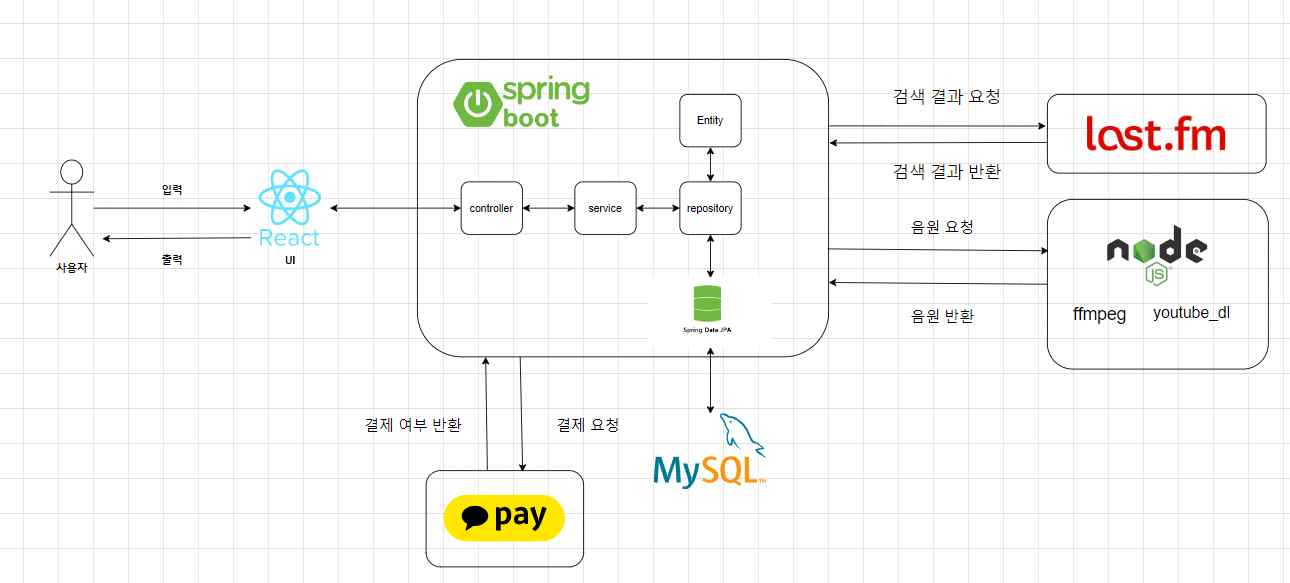 spring
boot
Entity
검색 결과 요청
last.fm
검색 결과 반환
입력
React
UI
출력
사용자
controller
service
repository
음원 요청
node
JS
ffmpeg
youtube_dl
음원 반환
Spring Data JPA
결제 여부 반환
결제 요청
MySQL™
pay